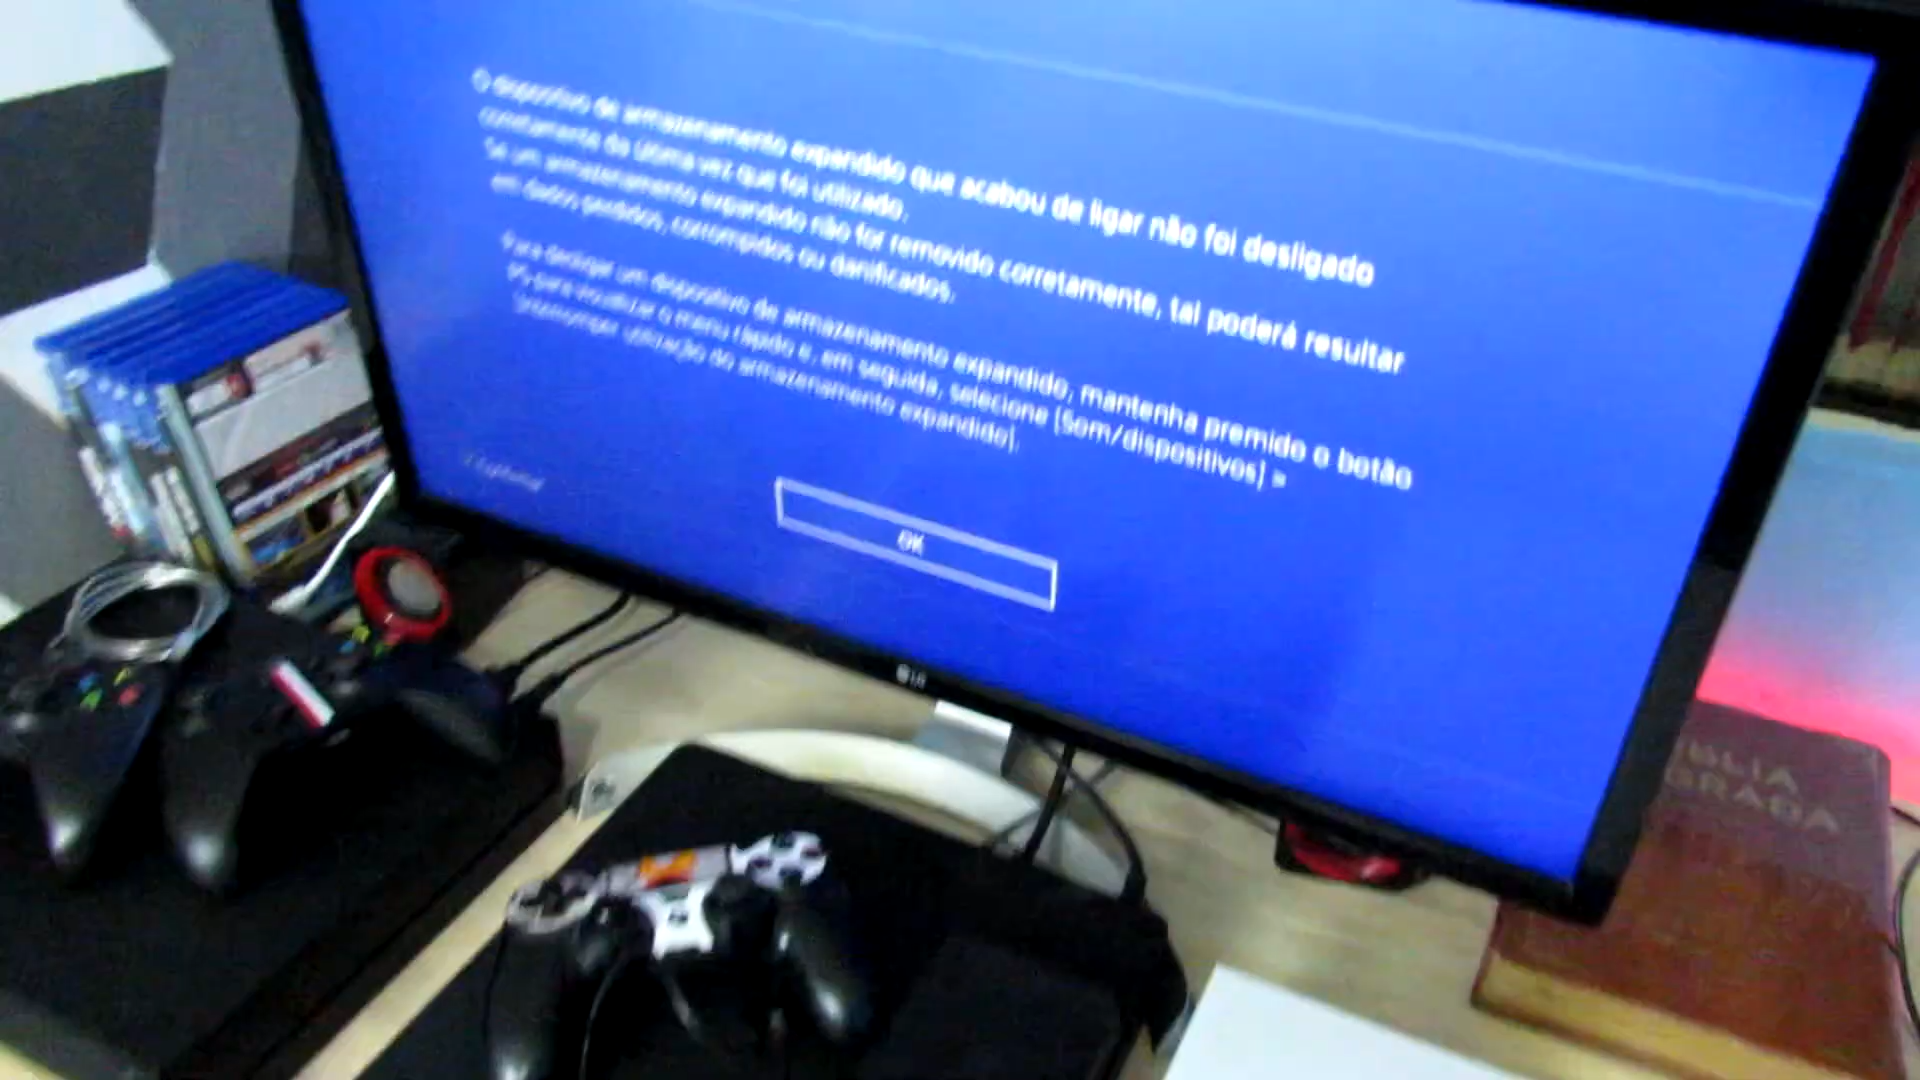 O dispositivo de armazenamento expandido que acabou de ligar não foi desligado
corretamente da última vez que foi utilizado.
Se um armazenamento expandido não for removido corretamente, tal poderá resultar
em dados perdidos, corrompidos ou danificados.
Para desligar um dispositivo de armazenamento expandido, mantenha premido o botão
PS para visualizar o menu rápido e, em seguida, selecione [Som/dispositivos] >
[Interromper utilização do armazenamento expandido].
OK
LG
BÍBLIA
SAGRADA